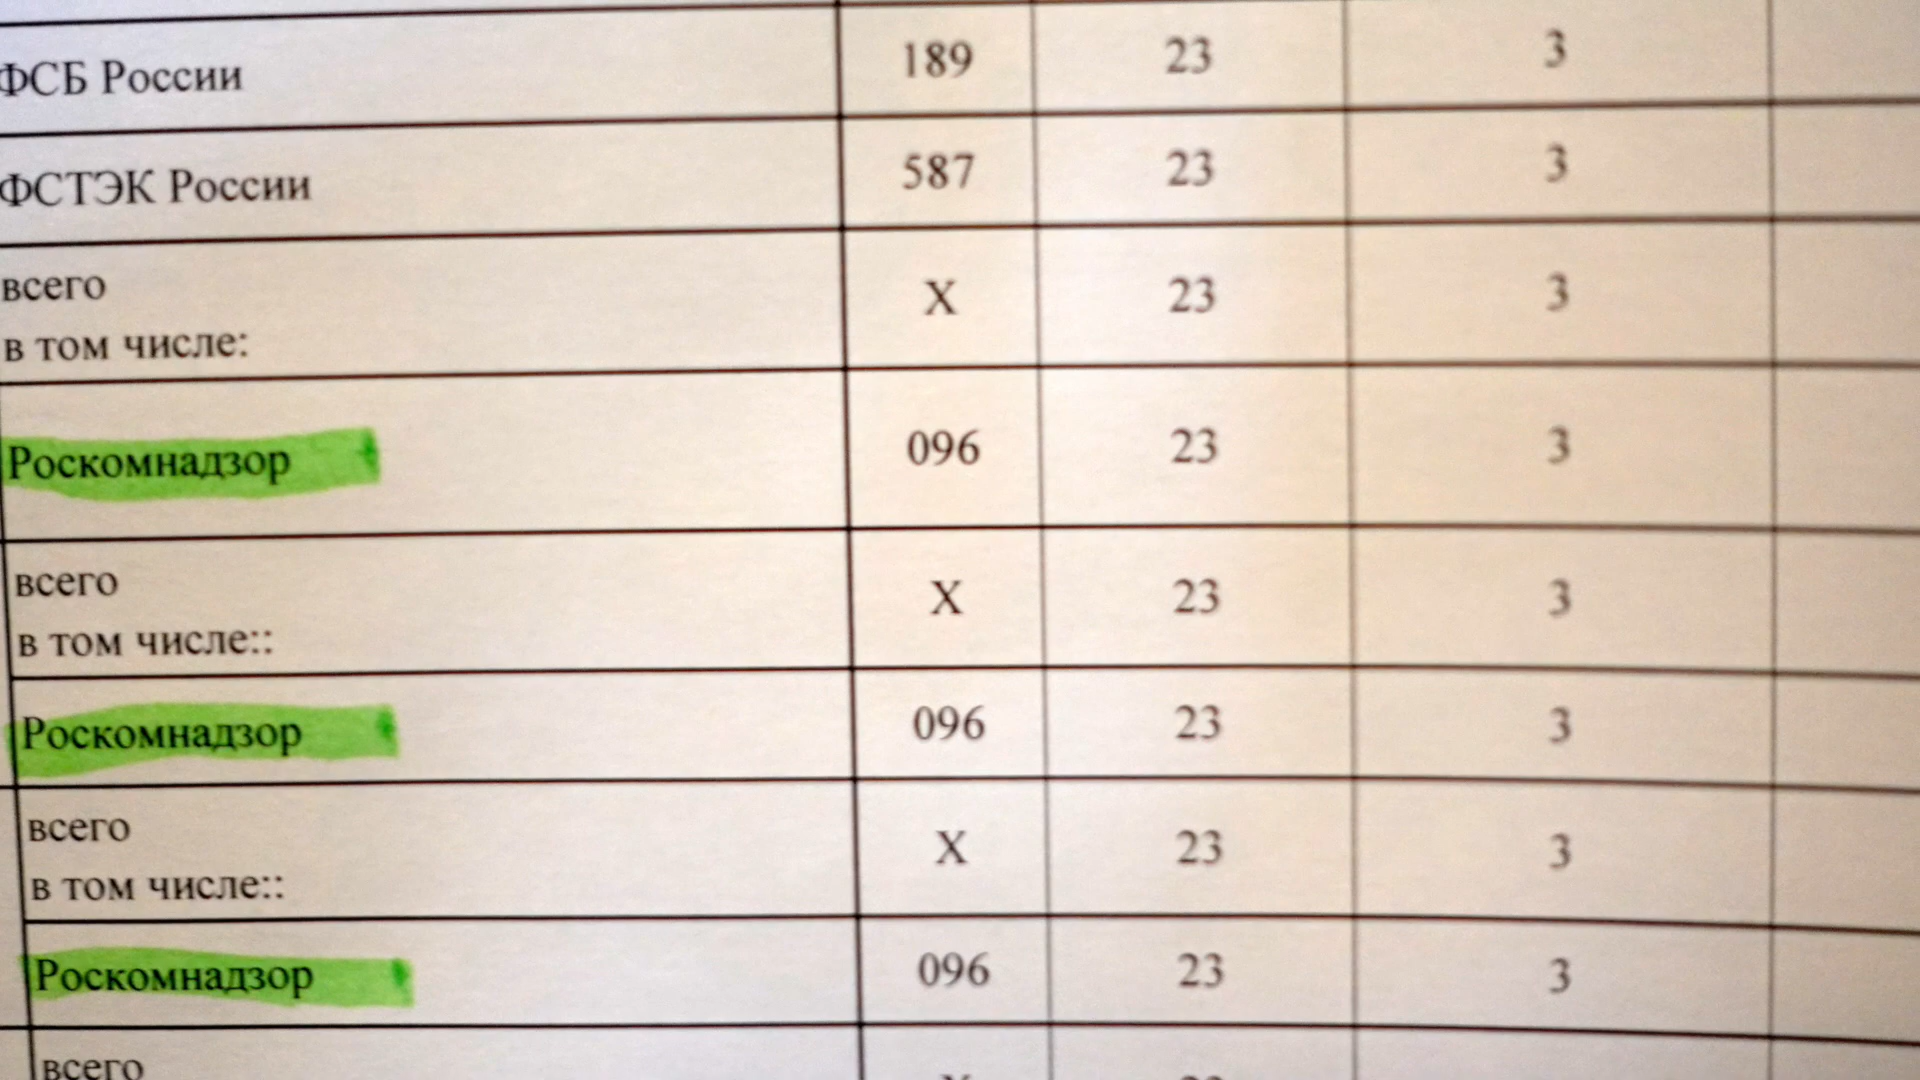 ФСБ России 189 23 3
ФСТЭК России 587 23 3
всего
в том числе: X 23 3
Роскомнадзор 096 23 3
всего
в том числе:: X 23 3
Роскомнадзор 096 23 3
всего
в том числе:: X 23 3
Роскомнадзор 096 23 3
всего